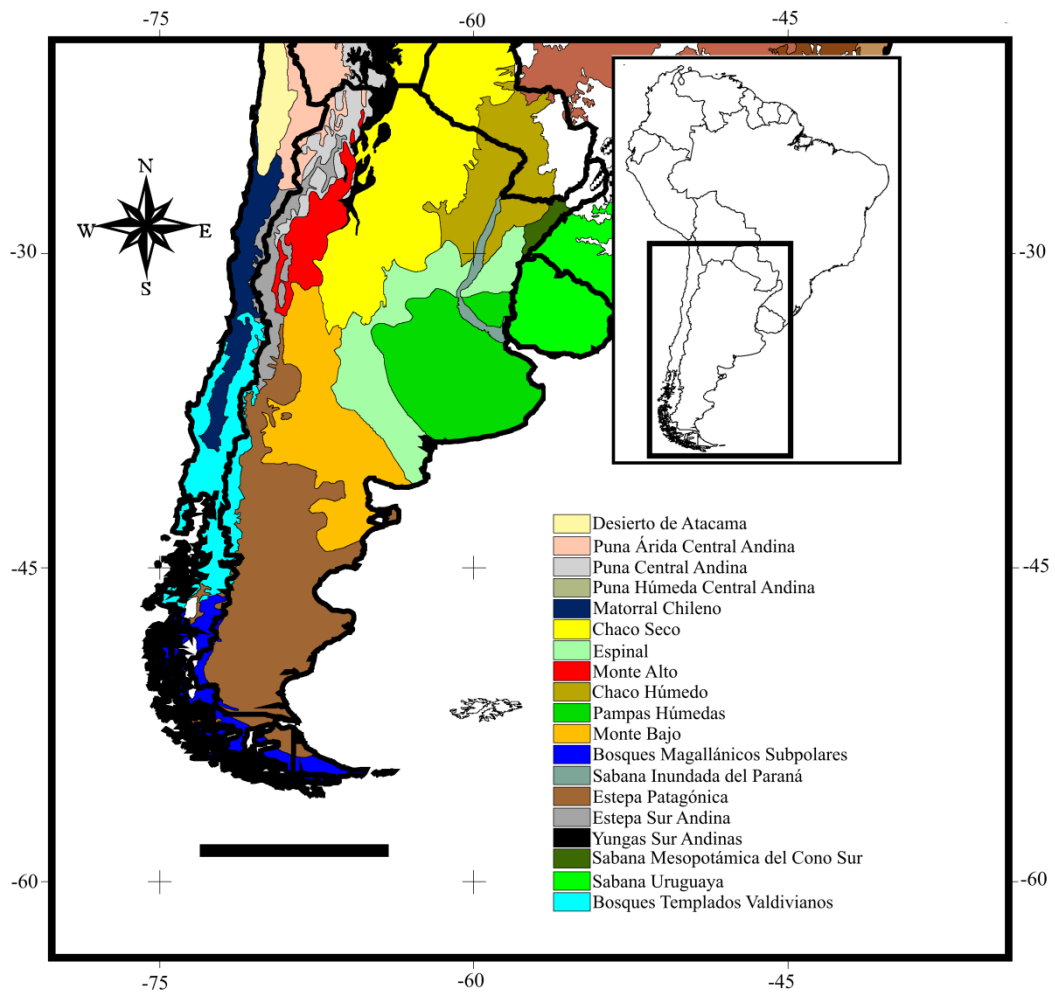 -75 -60 -45
N
W E
S
-30 -30
Desierto de Atacama
Puna Árida Central Andina
-45 Puna Central Andina -45
Puna Húmeda Central Andina
Matorral Chileno
Chaco Seco
Espinal
Monte Alto
Chaco Húmedo
Pampas Húmedas
Monte Bajo
Bosques Magallánicos Subpolares
Sabana Inundada del Paraná
Estepa Patagónica
Estepa Sur Andina
Yungas Sur Andinas
Sabana Mesopotámica del Cono Sur
-60 Sabana Uruguaya -60
Bosques Templados Valdivianos
-75 -60 -45